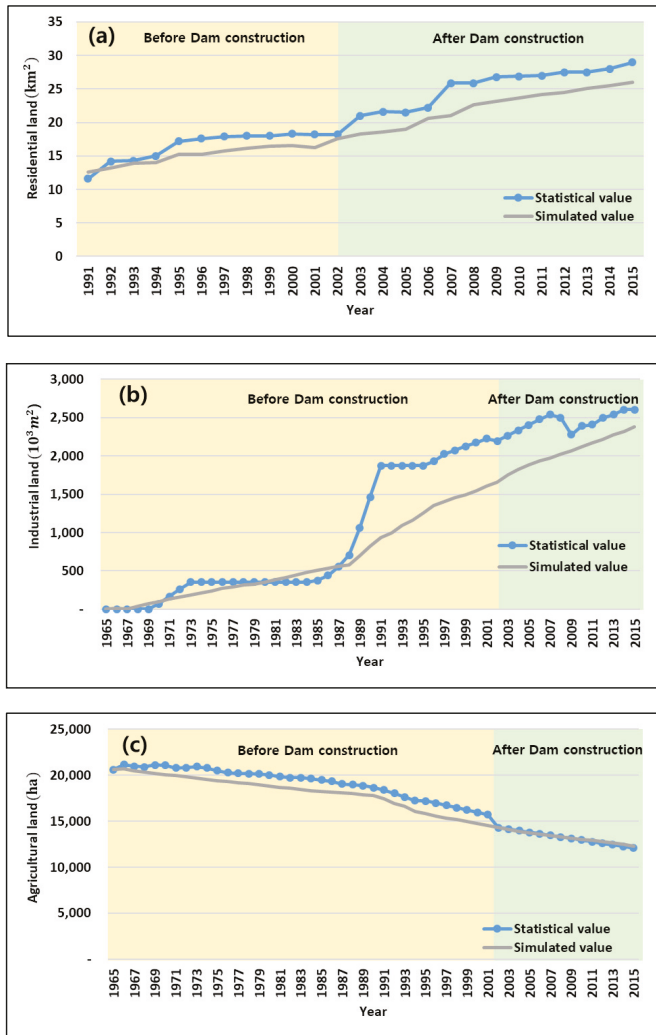 (a)
Before Dam construction
After Dam construction
Residential land (km²)
35
30
25
20
15
10
5
0
Statistical value
Simulated value
1991 1992 1993 1994 1995 1996 1997 1998 1999 2000 2001 2002 2003 2004 2005 2006 2007 2008 2009 2010 2011 2012 2013 2014 2015
Year
(b)
Before Dam construction
After Dam construction
Industrial land (10³ m²)
3,000
2,500
2,000
1,500
1,000
500
-
Statistical value
Simulated value
1965 1967 1969 1971 1973 1975 1977 1979 1981 1983 1985 1987 1989 1991 1993 1995 1997 1999 2001 2003 2005 2007 2009 2011 2013 2015
Year
(c)
Before Dam construction
After Dam construction
Agricultural land (ha)
25,000
20,000
15,000
10,000
5,000
-
Statistical value
Simulated value
1965 1967 1969 1971 1973 1975 1977 1979 1981 1983 1985 1987 1989 1991 1993 1995 1997 1999 2001 2003 2005 2007 2009 2011 2013 2015
Year